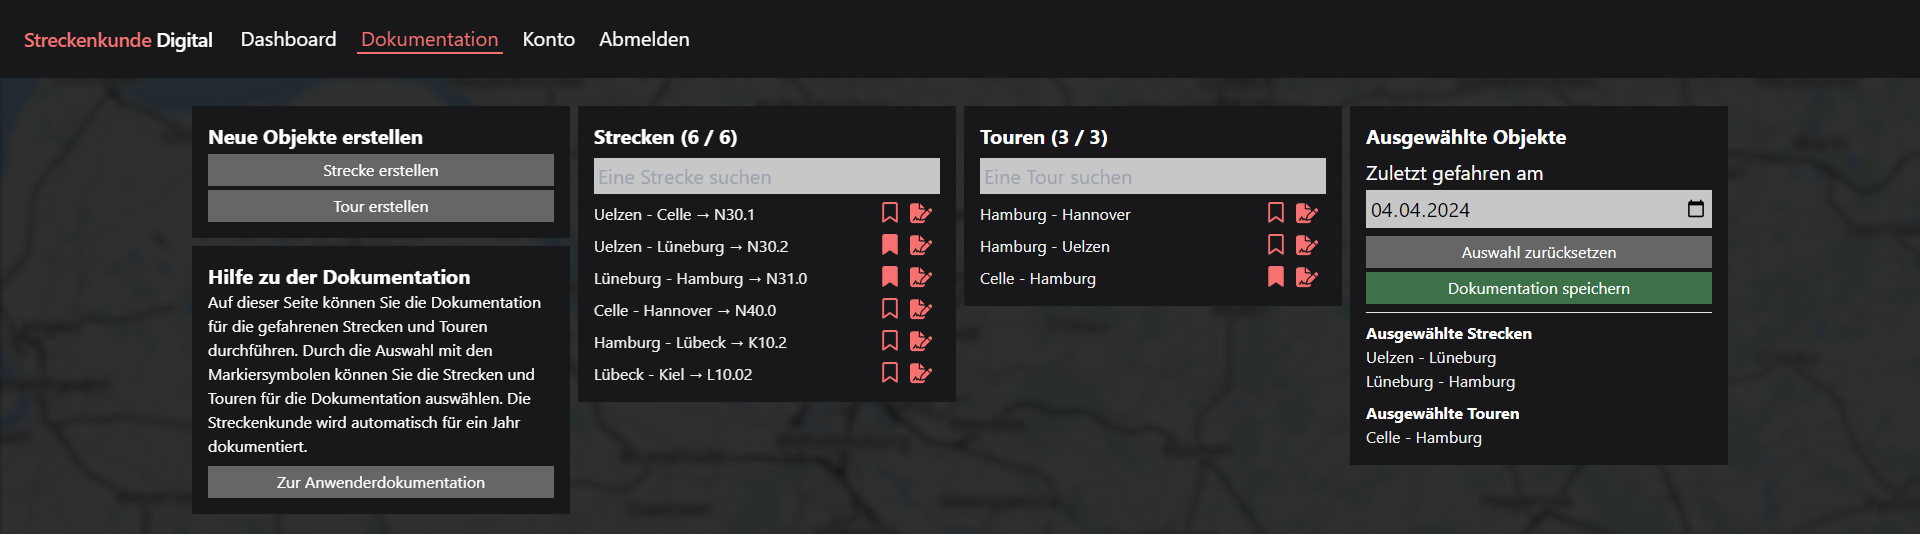 Streckenkunde Digital Dashboard Dokumentation Konto Abmelden
Neue Objekte erstellen
Strecke erstellen
Tour erstellen
Hilfe zu der Dokumentation
Auf dieser Seite können Sie die Dokumentation
für die gefahrenen Strecken und Touren
durchführen. Durch die Auswahl mit den
Markiersymbolen können Sie die Strecken und
Touren für die Dokumentation auswählen. Die
Streckenkunde wird automatisch für ein Jahr
dokumentiert.
Zur Anwenderdokumentation
Strecken (6 / 6)
Eine Strecke suchen
Uelzen - Celle → N30.1
Uelzen - Lüneburg → N30.2
Lüneburg - Hamburg → N31.0
Celle - Hannover → N40.0
Hamburg - Lübeck → K10.2
Lübeck - Kiel → L10.02
Touren (3 / 3)
Eine Tour suchen
Hamburg - Hannover
Hamburg - Uelzen
Celle - Hamburg
Ausgewählte Objekte
Zuletzt gefahren am
04.04.2024
Auswahl zurücksetzen
Dokumentation speichern
Ausgewählte Strecken
Uelzen - Lüneburg
Lüneburg - Hamburg
Ausgewählte Touren
Celle - Hamburg